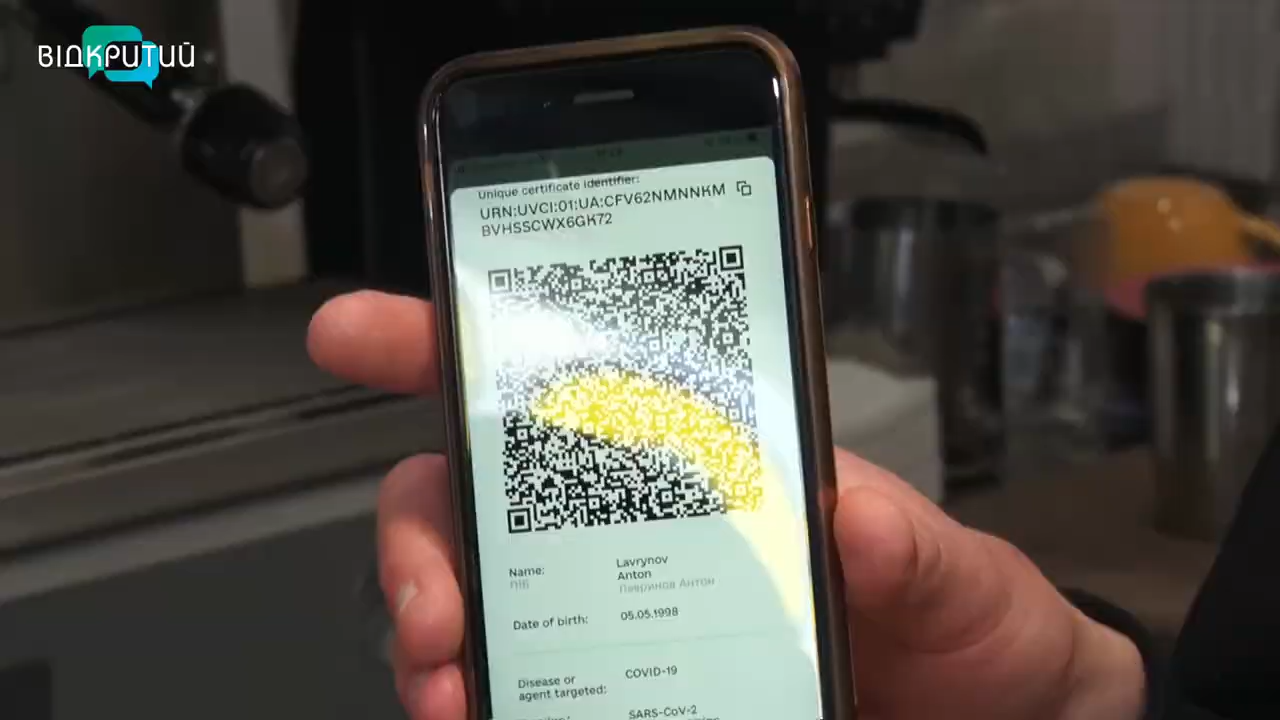 ВІДКРИТИЙ
Unique certificate identifier:
URN:UVCI:01:UA:CFV62NMNNKM
BVHSSCWX6GK72
Name:
Lavrynov
Anton
ПІБ
Лавринов Антон
Date of birth:
05.05.1998
Disease or
agent targeted:
COVID-19
SARS-CoV-2